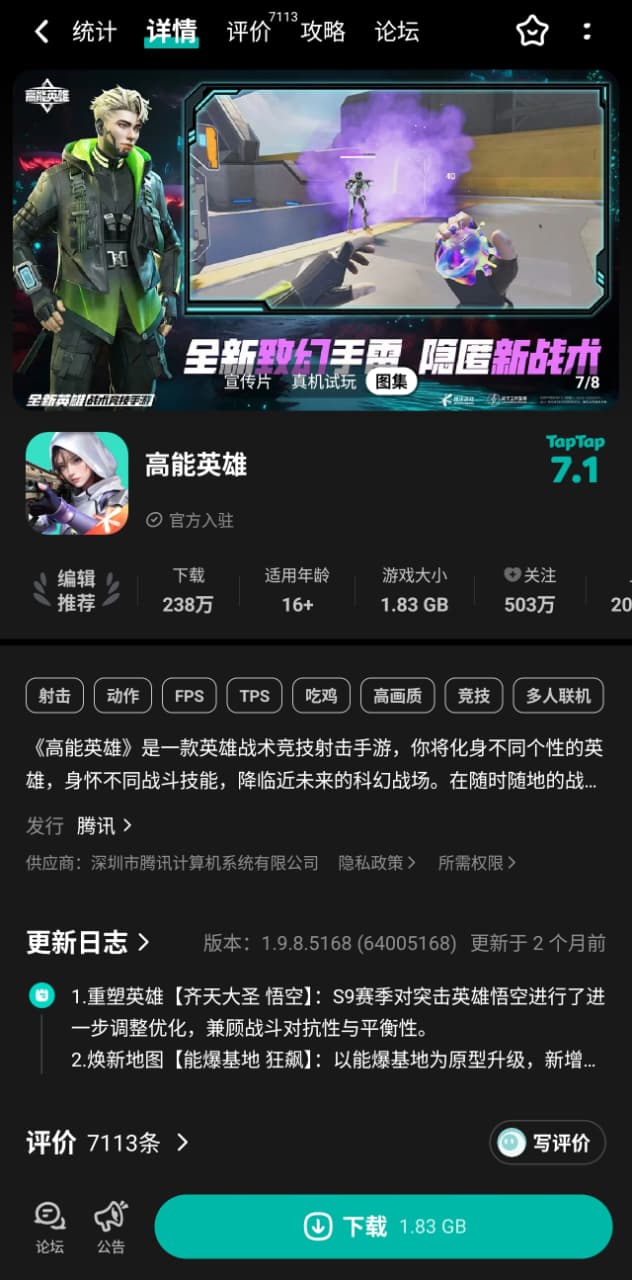 统计 详情 评价 7113 攻略 论坛
高能英雄
40
全新致幻手雷 隐匿新战术
宣传片 真机试玩 图集 7/8
全新英雄战术竞技手游
高能英雄
TapTap
7.1
官方入驻
编辑推荐
下载 适用年龄 游戏大小 关注
238万 16+ 1.83 GB 503万 20
射击 动作 FPS TPS 吃鸡 高画质 竞技 多人联机
《高能英雄》是一款英雄战术竞技射击手游,你将化身不同个性的英
雄,身怀不同战斗技能,降临近未来的科幻战场。在随时随地的战...
发行 腾讯 >
供应商:深圳市腾讯计算机系统有限公司 隐私政策 > 所需权限 >
更新日志 > 版本:1.9.8.5168 (64005168) 更新于 2 个月前
1.重塑英雄【齐天大圣 悟空】:S9赛季对突击英雄悟空进行了进
一步调整优化,兼顾战斗对抗性与平衡性。
2.焕新地图【能爆基地 狂飙】:以能爆基地为原型升级,新增...
评价 7113条 > 写评价
论坛 公告 下载 1.83 GB